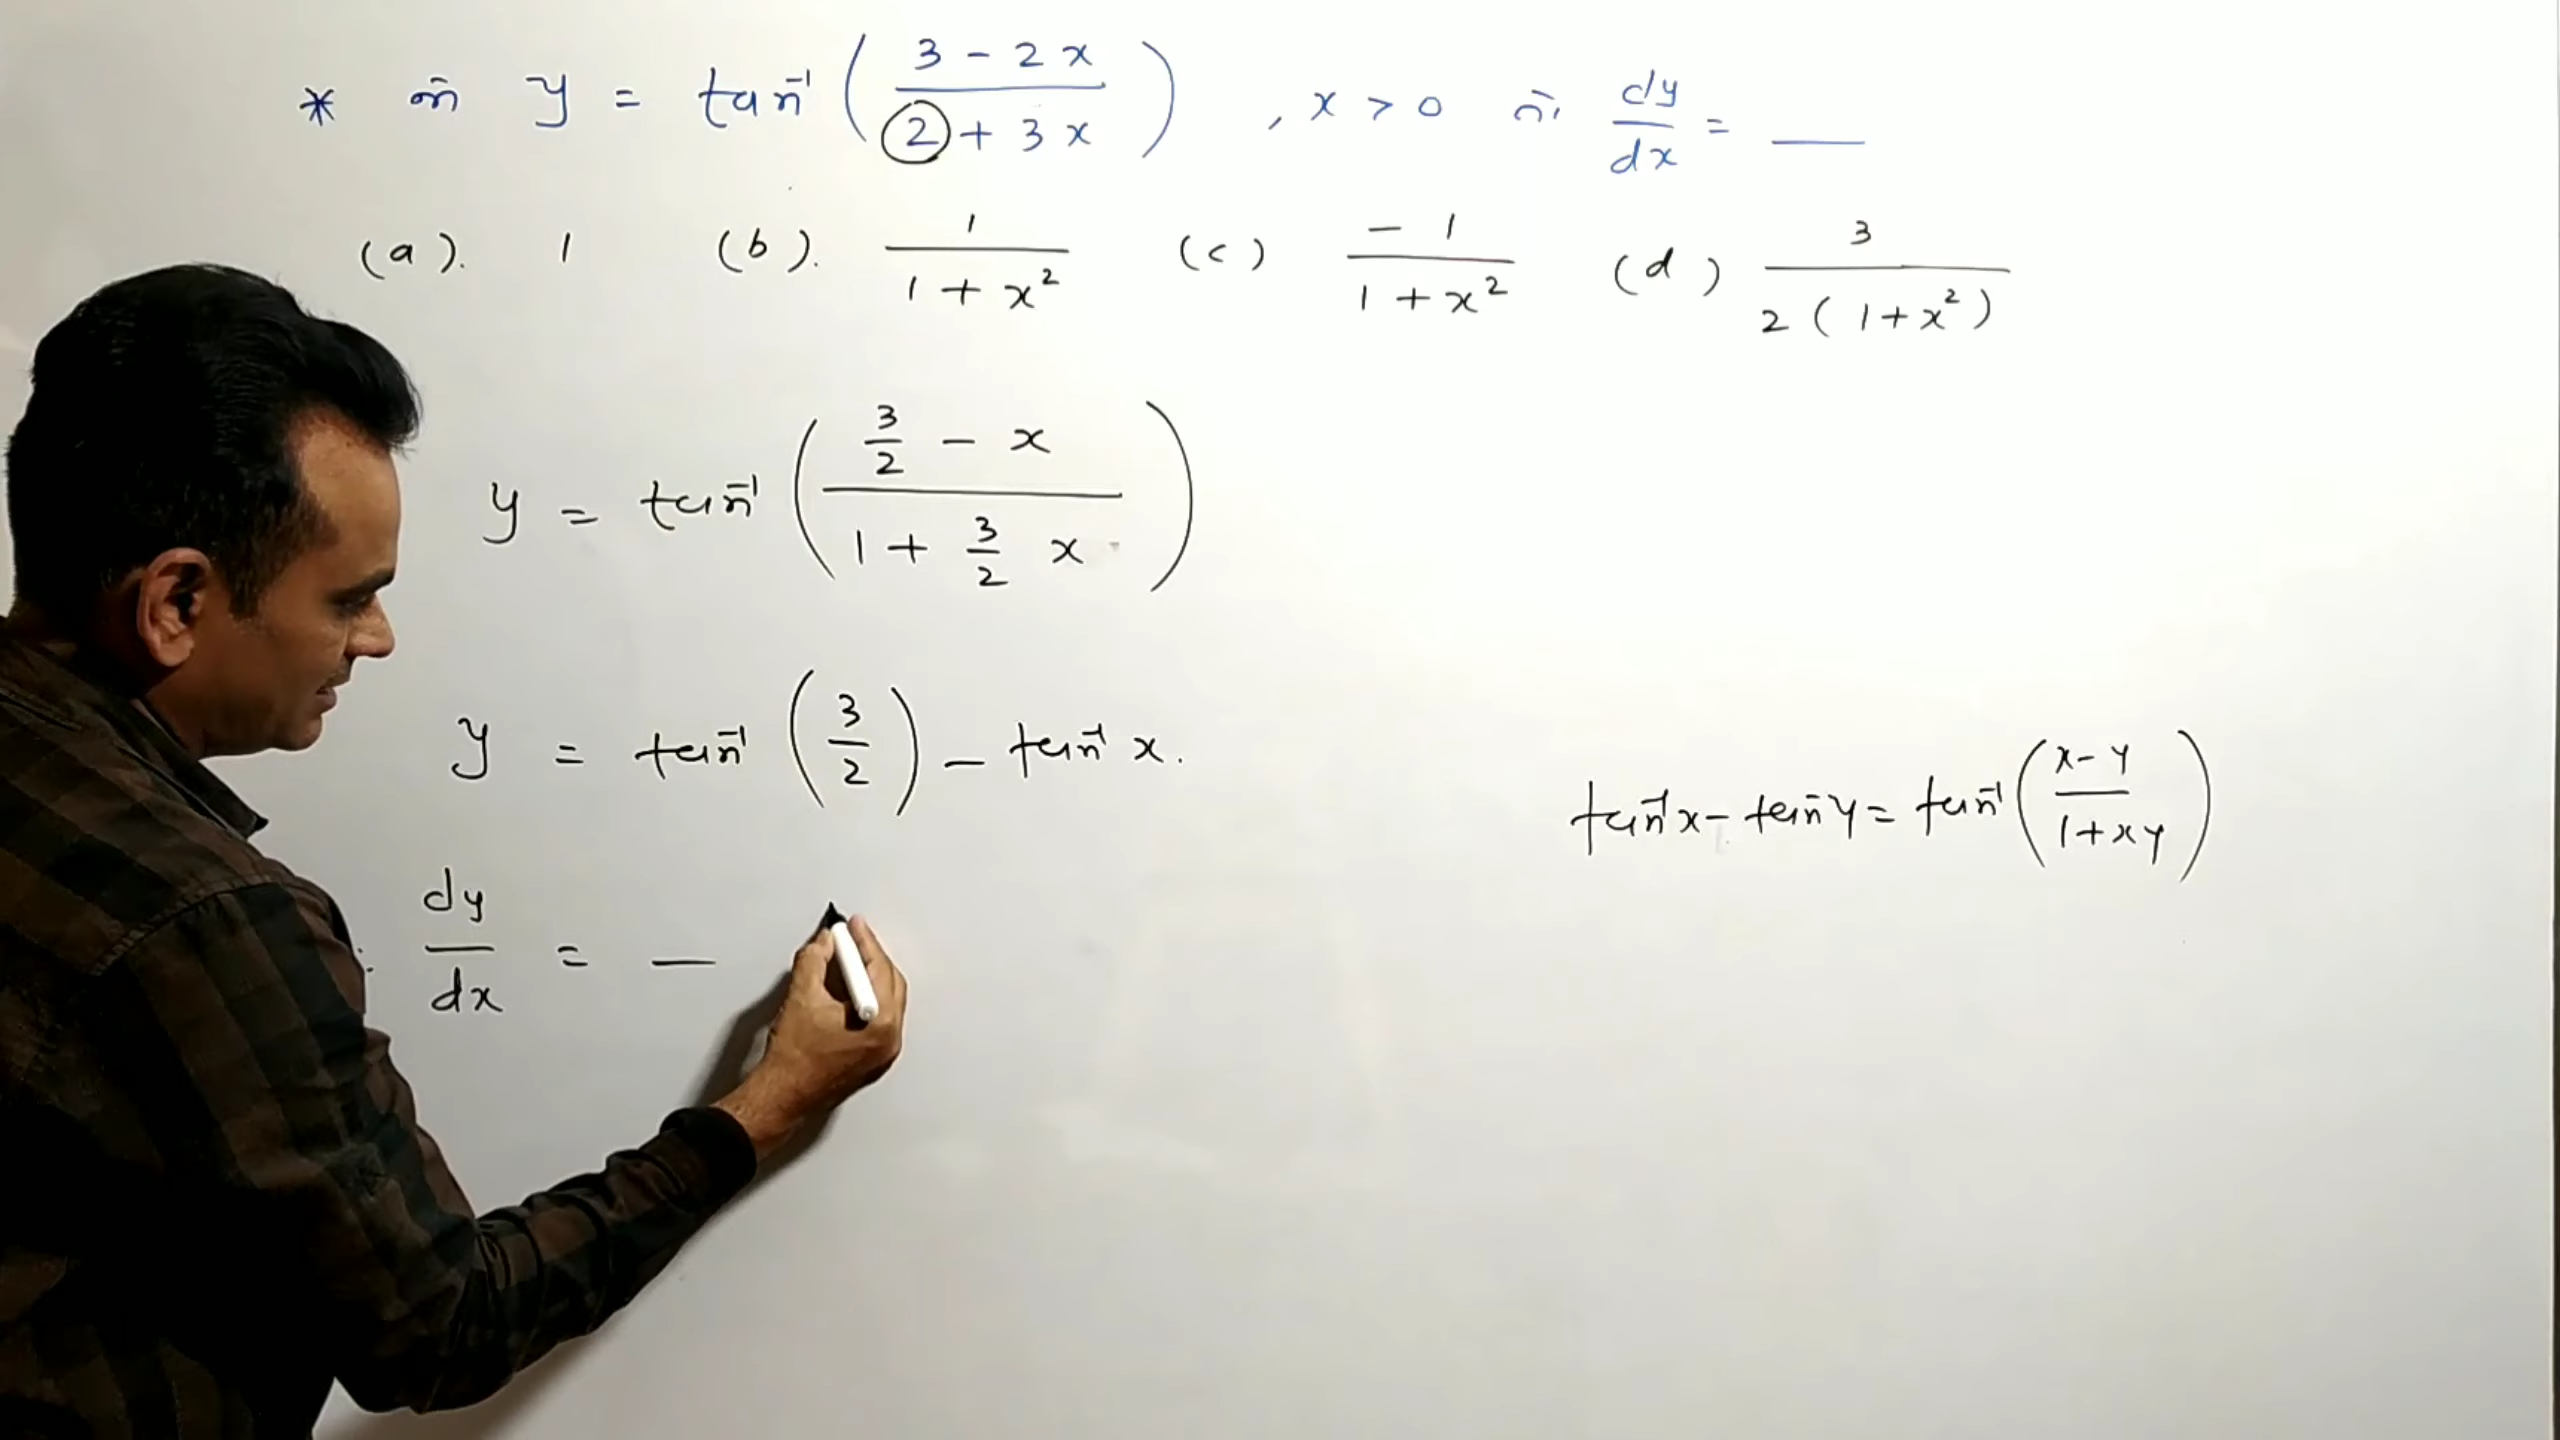 * જો y = tan⁻¹ ( (3 - 2x) / (2 + 3x) ) , x > 0 તો dy/dx = __
(a). 1 (b). 1 / (1 + x²) (c) -1 / (1 + x²) (d) 3 / (2 (1 + x²))
y = tan⁻¹ ( (3/2 - x) / (1 + 3/2 x) )
y = tan⁻¹ (3/2) - tan⁻¹ x.
tan⁻¹x - tan⁻y = tan⁻¹ ( (x - y) / (1 + xy) )
dy/dx = —